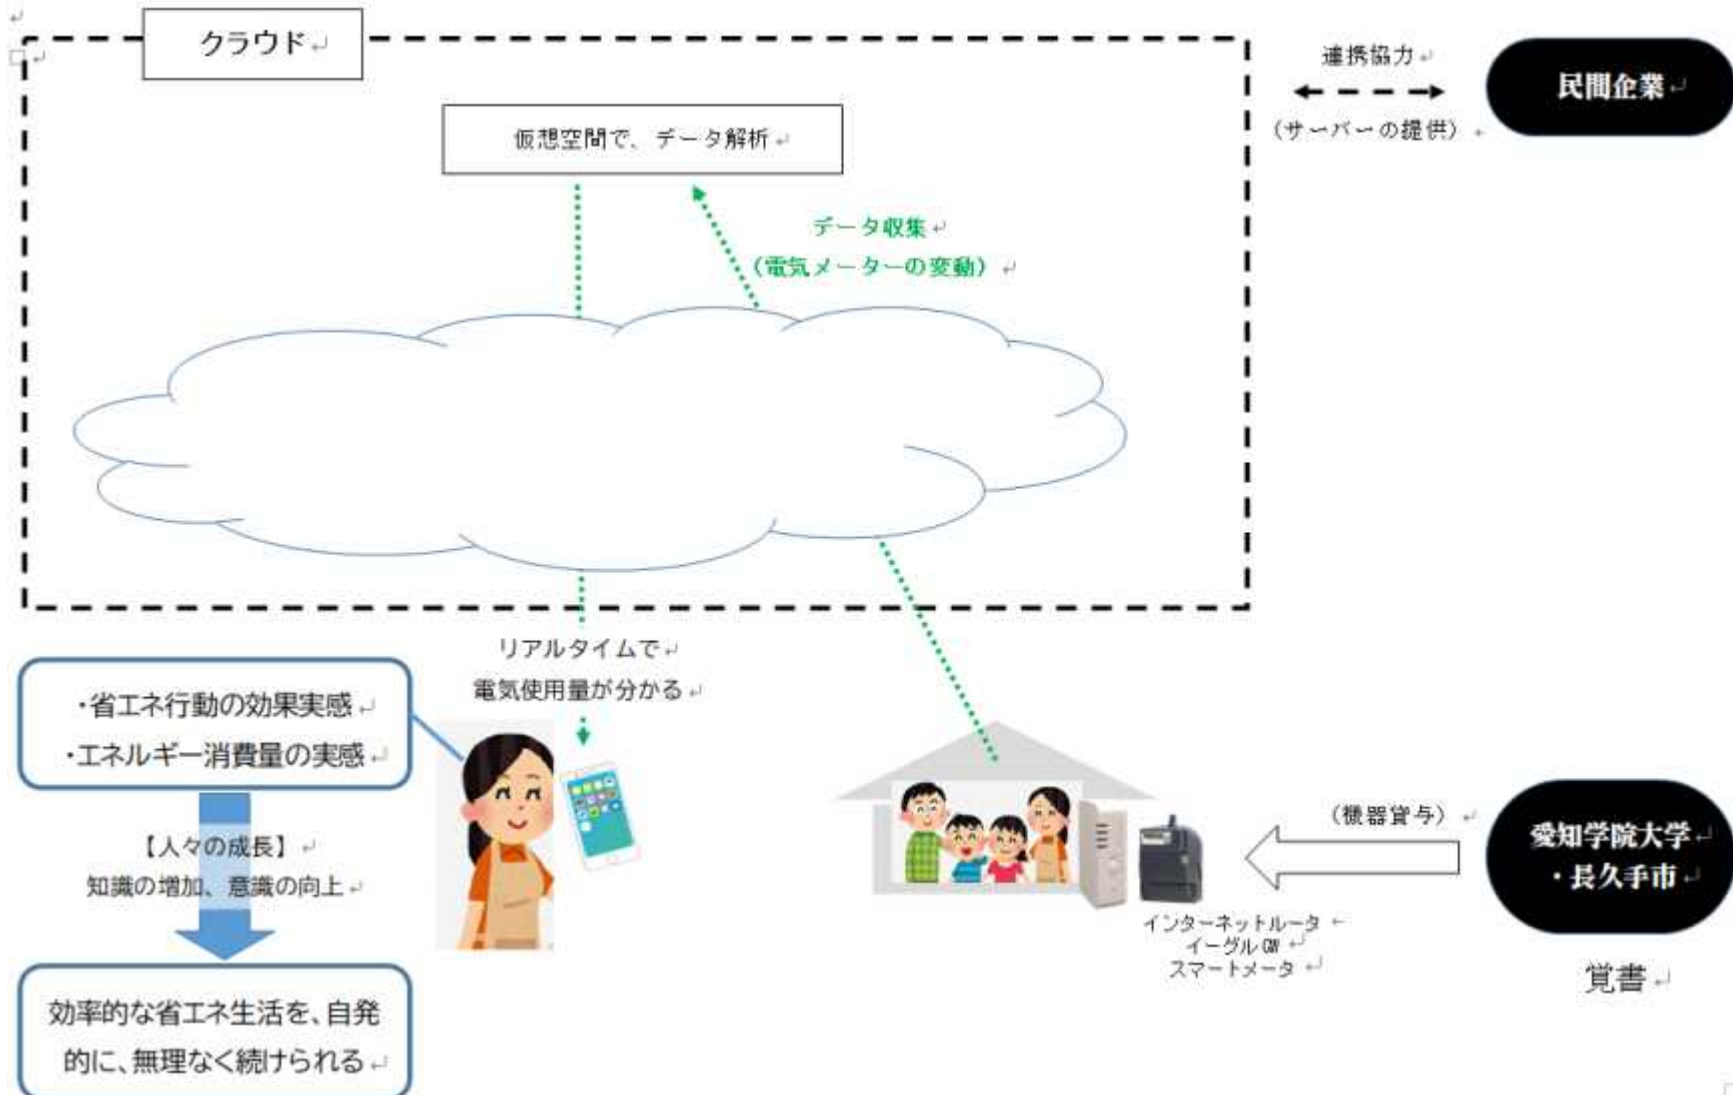 クラウド
仮想空間で、データ解析
データ収集
(電気メーターの変動)
連携協力
(サーバーの提供)
民間企業
リアルタイムで
電気使用量が分かる
・省エネ行動の効果実感
・エネルギー消費量の実感
【人々の成長】
知識の増加、意識の向上
効率的な省エネ生活を、自発
的に、無理なく続けられる
(機器貸与)
愛知学院大学
・長久手市
覚書
インターネットルータ
イーグルGW
スマートメータ